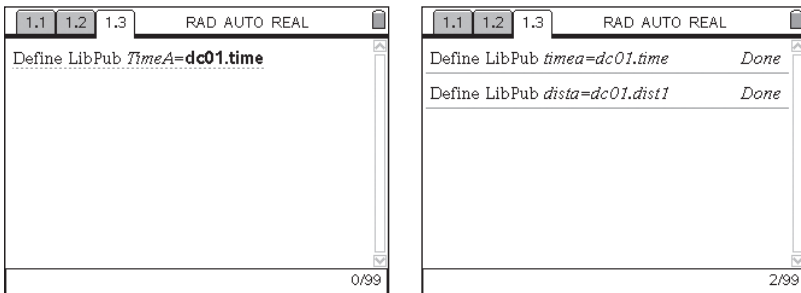 1.1 1.2 1.3 RAD AUTO REAL
Define LibPub TimeA=dc01.time
0/99
1.1 1.2 1.3 RAD AUTO REAL
Define LibPub timea=dc01.time Done
Define LibPub dista=dc01.dist1 Done
2/99